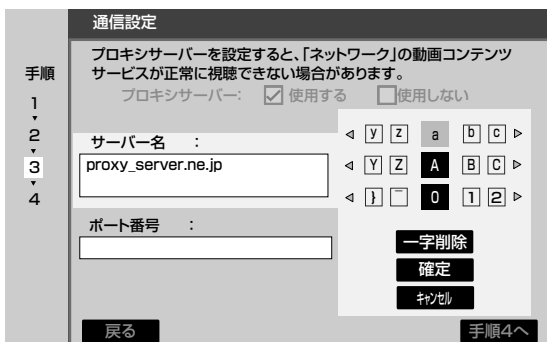 通信設定
プロキシサーバーを設定すると、「ネットワーク」の動画コンテンツ
サービスが正常に視聴できない場合があります。
プロキシサーバー: 使用する 使用しない
手順
1
2
3
4
サーバー名 :
proxy_server.ne.jp
ポート番号 :
y z a b c
Y Z A B C
} ¯ 0 1 2
一字削除
確定
キャンセル
戻る
手順4へ